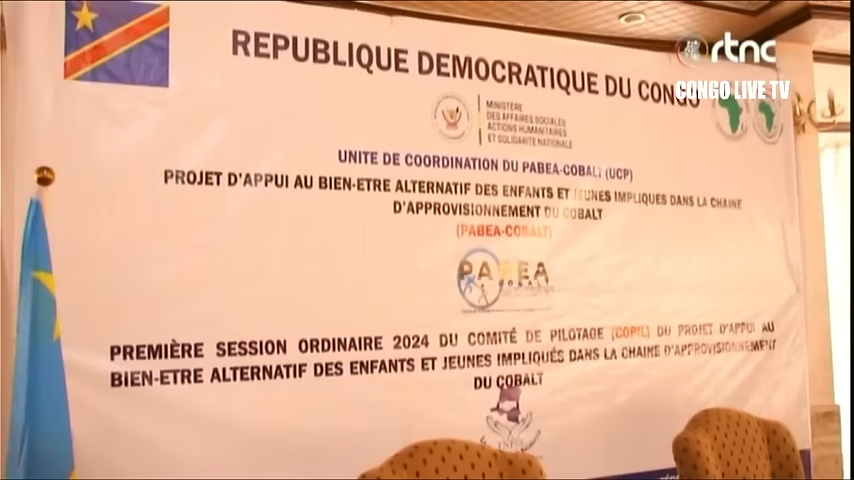 rtnc
CONGO LIVE TV
REPUBLIQUE DEMOCRATIQUE DU CONGO
MINISTÈRE
DES AFFAIRES SOCIALES
ACTIONS HUMANITAIRES
ET SOLIDARITE NATIONALE
UNITE DE COORDINATION DU PABEA-COBALT (UCP)
PROJET D'APPUI AU BIEN-ETRE ALTERNATIF DES ENFANTS ET JEUNES IMPLIQUES DANS LA CHAINE
D'APPROVISIONNEMENT DU COBALT
(PABEA-COBALT)
PABEA
COBALT
PREMIÈRE SESSION ORDINAIRE 2024 DU COMITÉ DE PILOTAGE (COPIL) DU PROJET D'APPUI AU
BIEN-ETRE ALTERNATIF DES ENFANTS ET JEUNES IMPLIQUÉS DANS LA CHAINE D'APPROVISIONNEMENT
DU COBALT